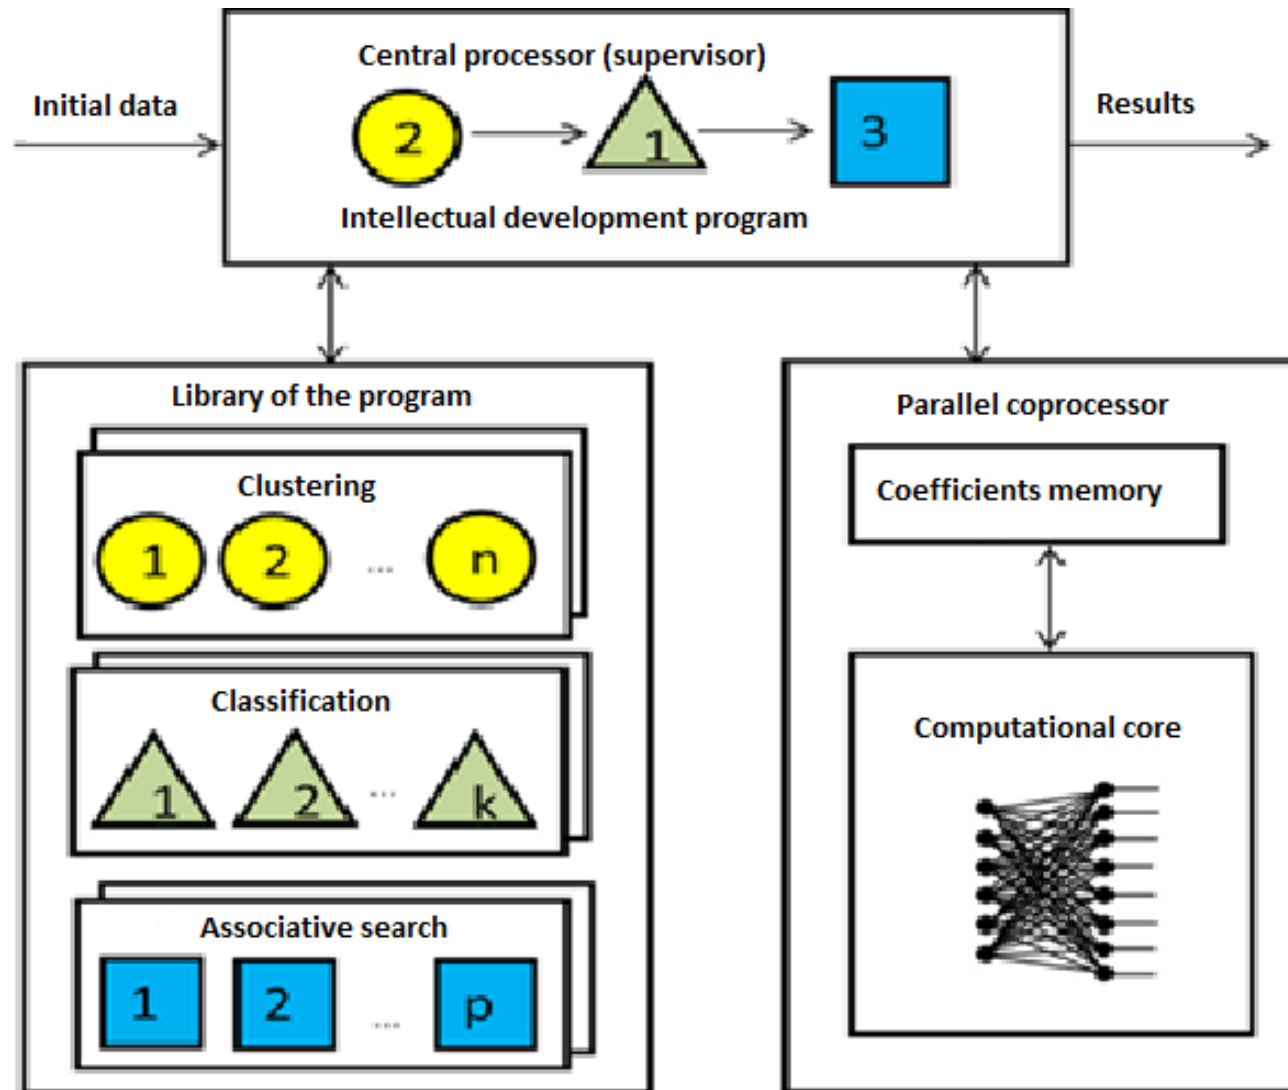 Central processor (supervisor)
Initial data
Results
2
1
3
Intellectual development program
Library of the program
Clustering
1 2 ... n
Classification
1 2 ... k
Associative search
1 2 ... p
Parallel coprocessor
Coefficients memory
Computational core